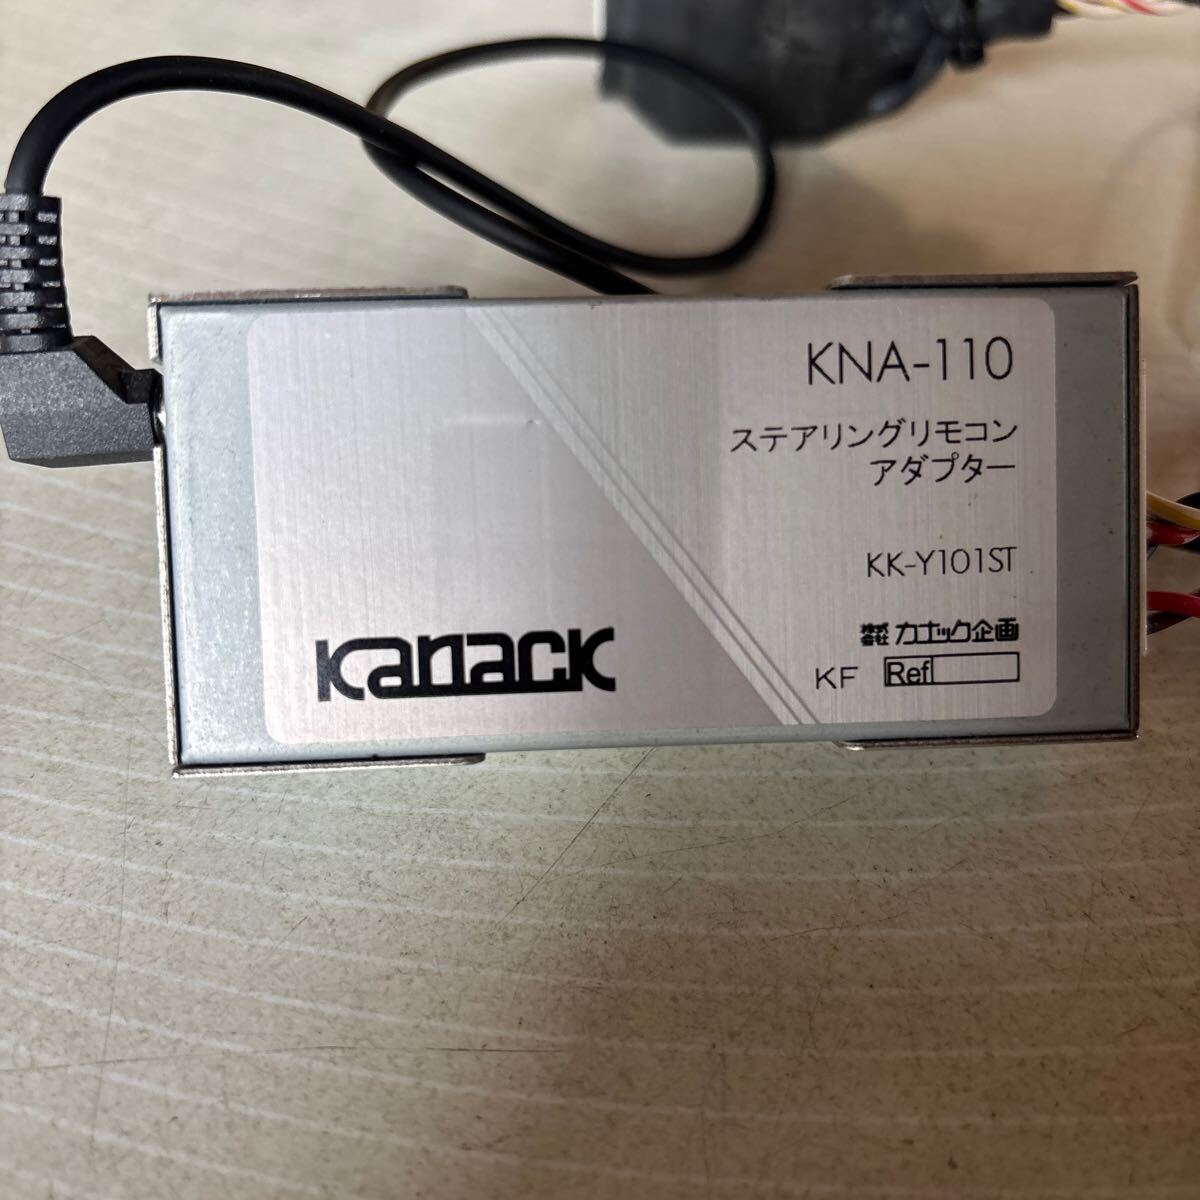 KNA-110
ステアリングリモコン
アダプター
KK-Y101ST
Kanack
株式会社 カナック企画
KF Ref